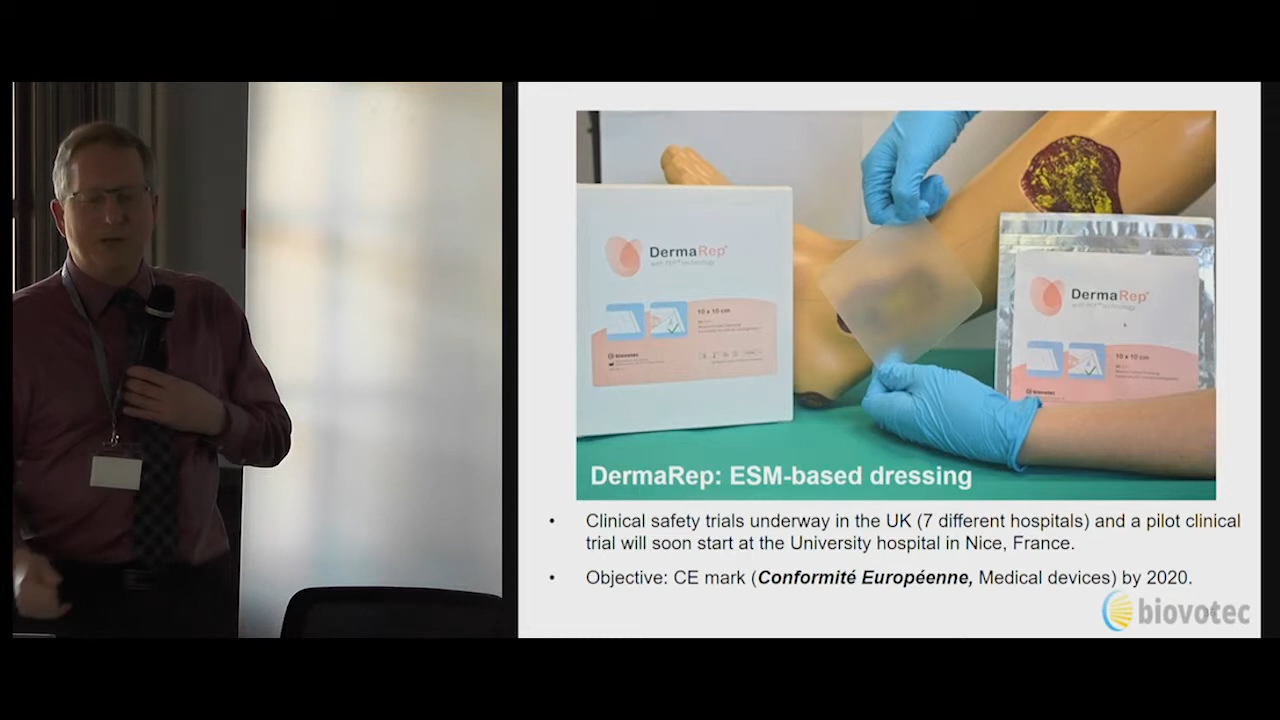 DermaRep®
10 x 10 cm
biovotec
DermaRep®
10 x 10 cm
biovotec
DermaRep: ESM-based dressing
• Clinical safety trials underway in the UK (7 different hospitals) and a pilot clinical
trial will soon start at the University hospital in Nice, France.
• Objective: CE mark (Conformité Européenne, Medical devices) by 2020.
biovotec